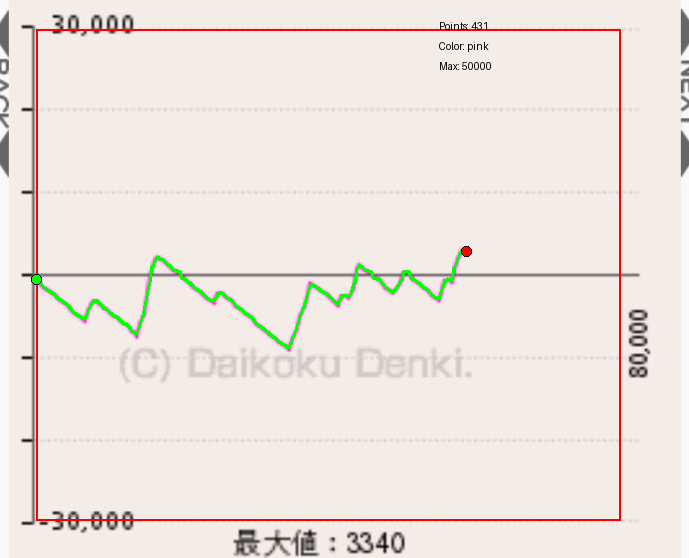 30,000
Points: 431
Color: pink
Max: 50000
BACK
NEXT
80,000
(C) Daikoku Denki.
-30,000
最大値：3340